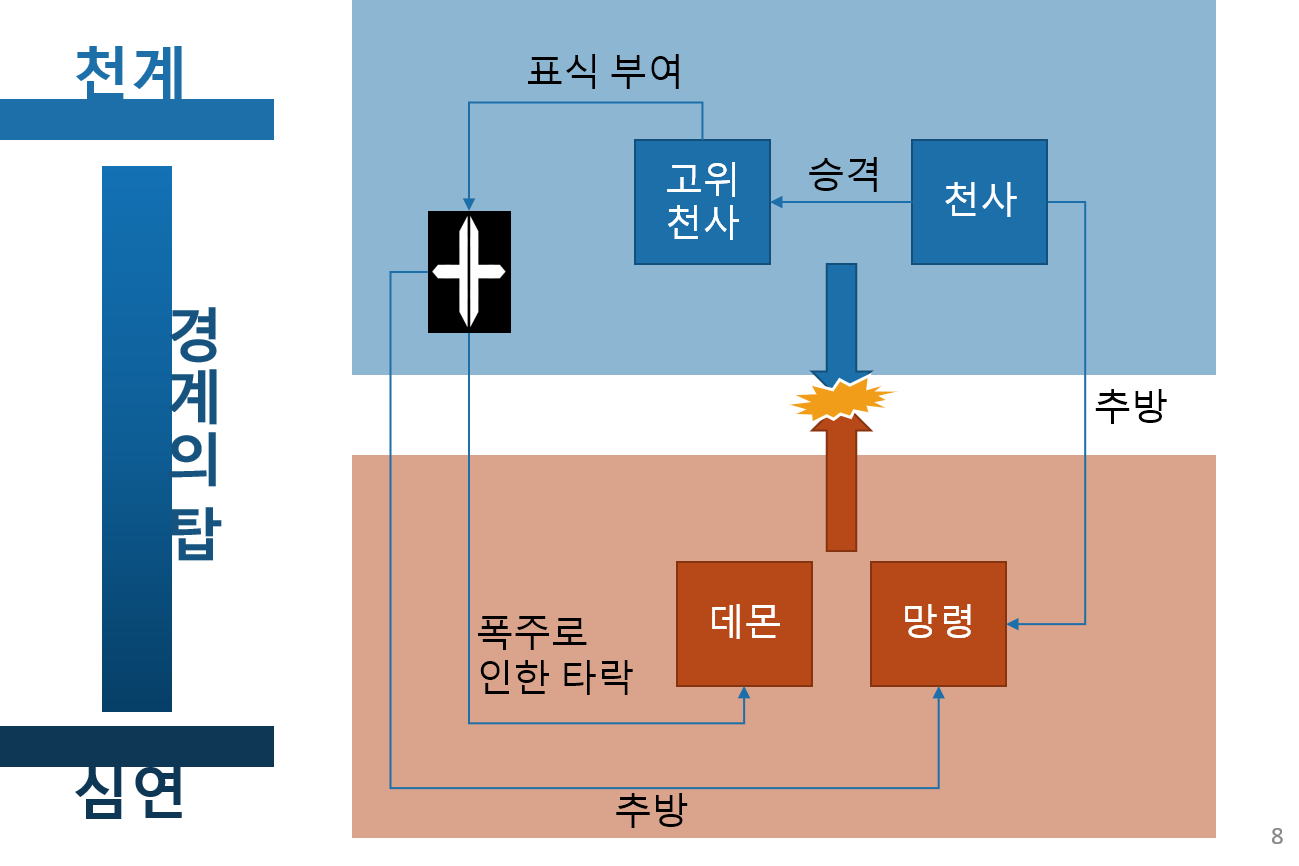 천계
경
계
의
탑
심연
표식 부여
고위
천사
승격
천사
추방
데몬
망령
폭주로
인한 타락
추방
8